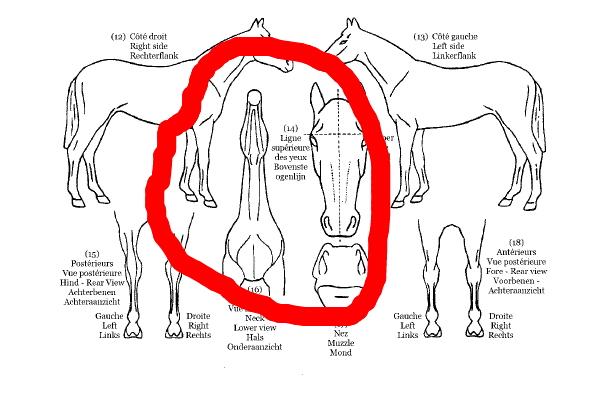 (12) Côté droit
Right side
Rechterflank
(13) Côté gauche
Left side
Linkerflank
(14)
Ligne
supérieure
des yeux
Bovenste
ogenlijn
(15)
Postérieurs
Vue postérieure
Hind - Rear View
Achterbenen
Achteraanzicht
Gauche
Left
Links
Droite
Right
Rechts
(16)
Neck
Lower view
Hals
Onderaanzicht
Nez
Muzzle
Mond
(18)
Antérieurs
Vue postérieure
Fore - Rear view
Voorbenen -
Achteraanzicht
Gauche
Left
Links
Droite
Right
Rechts